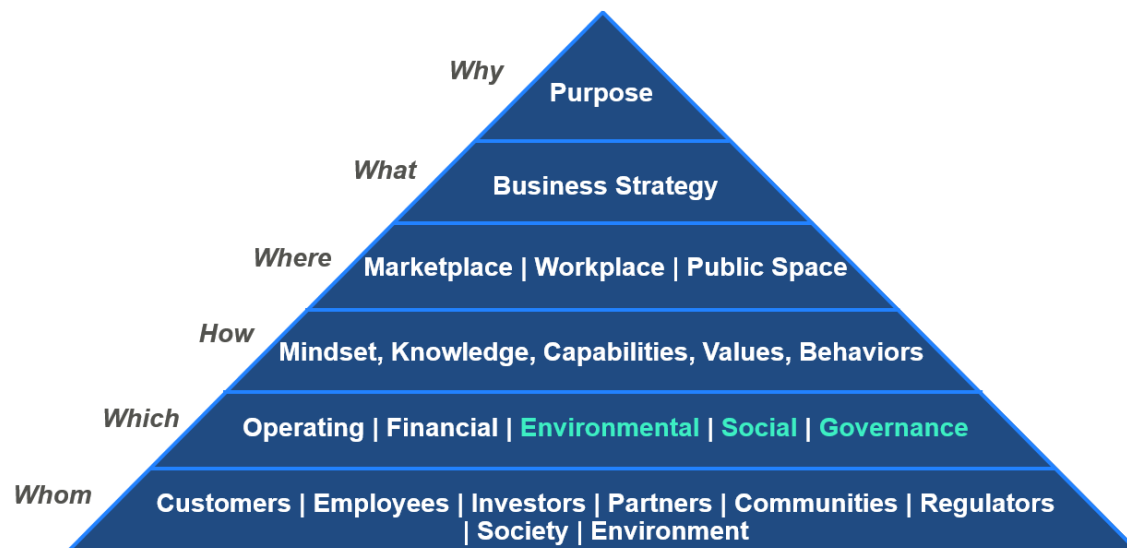 Why
Purpose
What
Business Strategy
Where
Marketplace | Workplace | Public Space
How
Mindset, Knowledge, Capabilities, Values, Behaviors
Which
Operating | Financial | Environmental | Social | Governance
Whom
Customers | Employees | Investors | Partners | Communities | Regulators
| Society | Environment